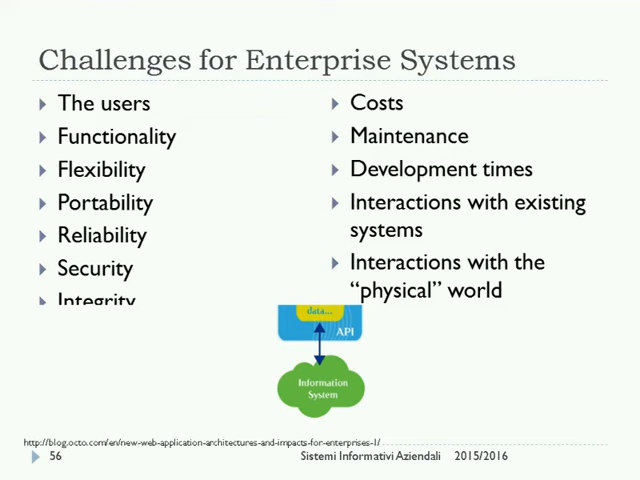 Challenges for Enterprise Systems
The users
Functionality
Flexibility
Portability
Reliability
Security
Integrity
Costs
Maintenance
Development times
Interactions with existing
systems
Interactions with the
“physical” world
data...
API
Information
System
http://blog.octo.com/en/new-web-application-architectures-and-impacts-for-enterprises-1/
56 Sistemi Informativi Aziendali 2015/2016